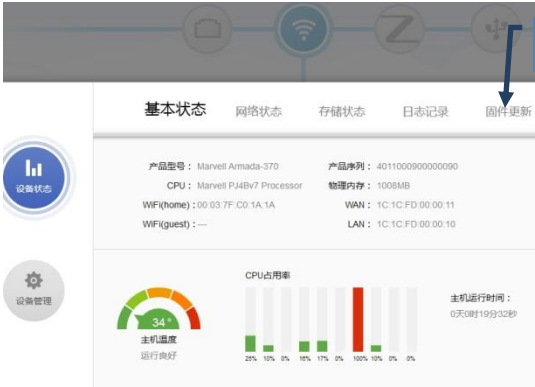 基本状态 网络状态 存储状态 日志记录 固件更新
设备状态
产品型号： Marvell Armada-370 产品序列： 4011000900000090
CPU： Marvell PJ4Bv7 Processor 物理内存： 1008MB
WiFi(home)：00:03:7F:C0:1A:1A WAN： 1C:1C:FD:00:00:11
WiFi(guest)：--- LAN： 1C:1C:FD:00:00:10
设备管理
CPU占用率
34°
主机温度
运行良好
25% 10% 0% 16% 17% 0% 100% 10% 0% 0%
主机运行时间：
0天0时19分32秒